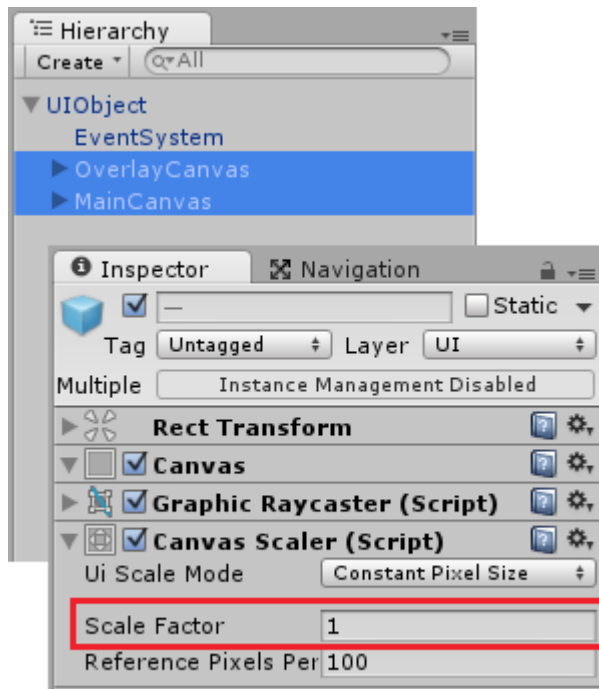 Hierarchy
Create All
UIObject
EventSystem
OverlayCanvas
MainCanvas
Inspector Navigation
— Static
Tag Untagged Layer UI
Multiple Instance Management Disabled
Rect Transform
Canvas
Graphic Raycaster (Script)
Canvas Scaler (Script)
Ui Scale Mode Constant Pixel Size
Scale Factor 1
Reference Pixels Per 100